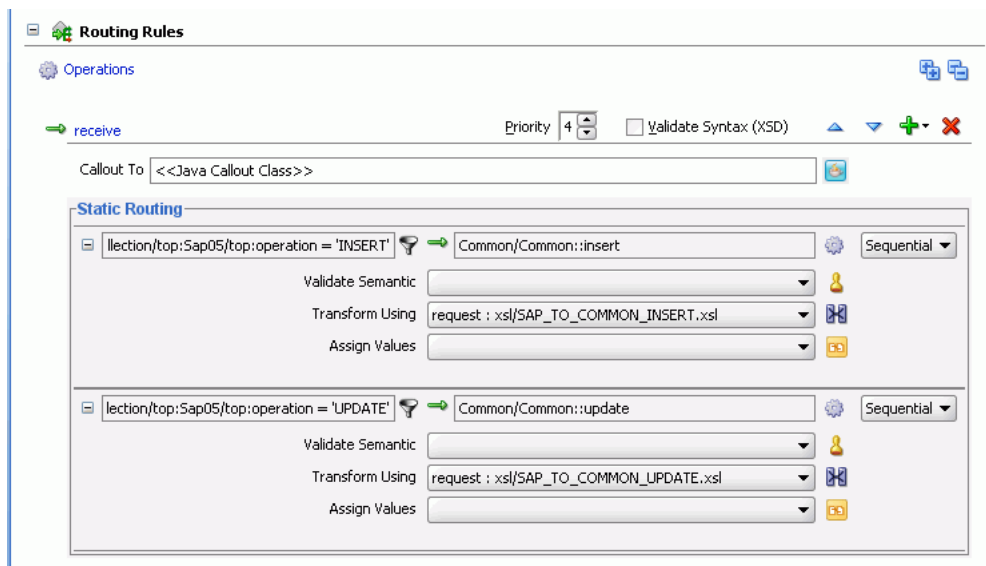 Routing Rules
Operations
receive Priority 4 Validate Syntax (XSD)
Callout To <<Java Callout Class>>
Static Routing
llection/top:Sap05/top:operation = 'INSERT' Common/Common::insert Sequential
Validate Semantic
Transform Using request : xsl/SAP_TO_COMMON_INSERT.xsl
Assign Values
lection/top:Sap05/top:operation = 'UPDATE' Common/Common::update Sequential
Validate Semantic
Transform Using request : xsl/SAP_TO_COMMON_UPDATE.xsl
Assign Values